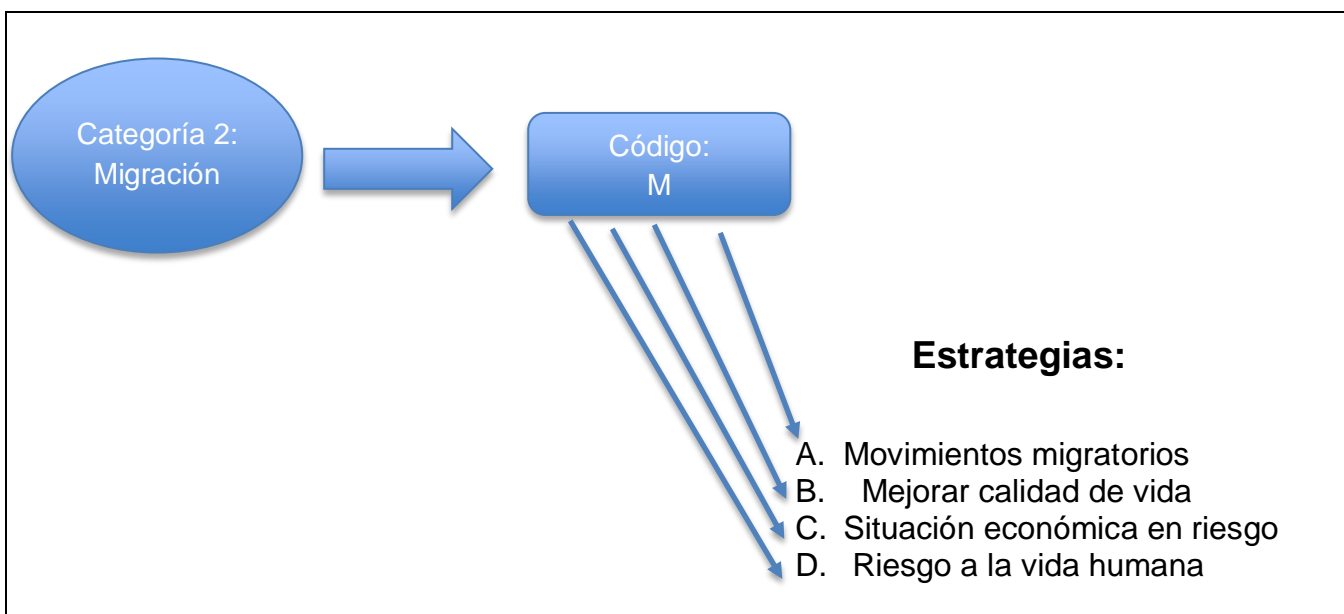 Categoría 2:
Migración
Código:
M
Estrategias:
A. Movimientos migratorios
B. Mejorar calidad de vida
C. Situación económica en riesgo
D. Riesgo a la vida humana